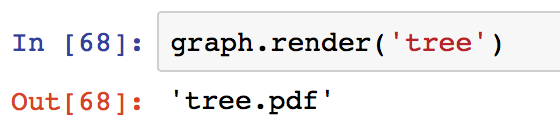 In [68]: graph.render('tree')
Out[68]: 'tree.pdf'